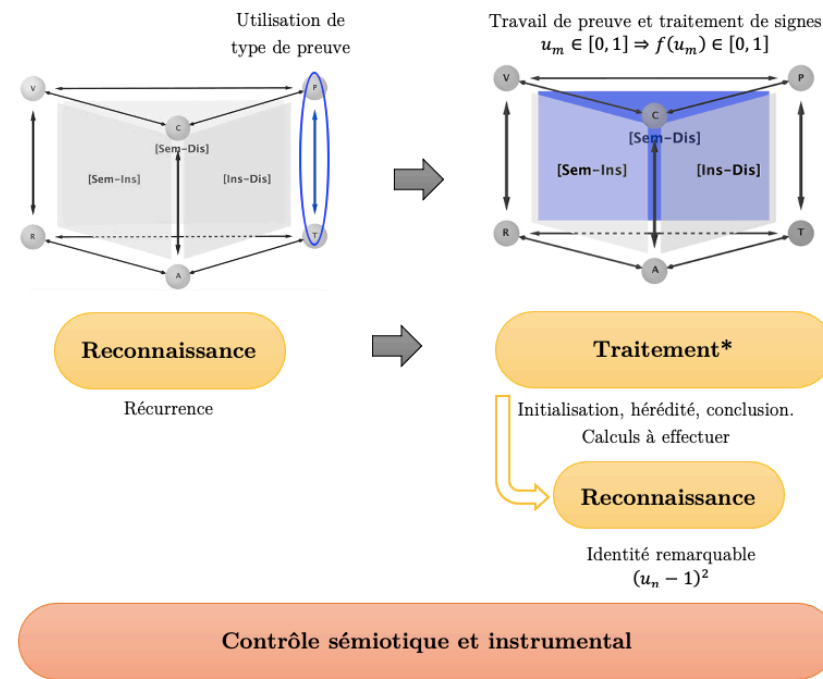 Utilisation de
type de preuve
V
P
C
[Sem-Dis]
[Sem-Ins]
[Ins-Dis]
R
T
A
Travail de preuve et traitement de signes
u_m ∈ [0, 1] ⇒ f(u_m) ∈ [0, 1]
V
P
C
[Sem-Dis]
[Sem-Ins]
[Ins-Dis]
R
T
A
Reconnaissance
Récurrence
Traitement*
Initialisation, hérédité, conclusion.
Calculs à effectuer
Reconnaissance
Identité remarquable
(u_n − 1)²
Contrôle sémiotique et instrumental